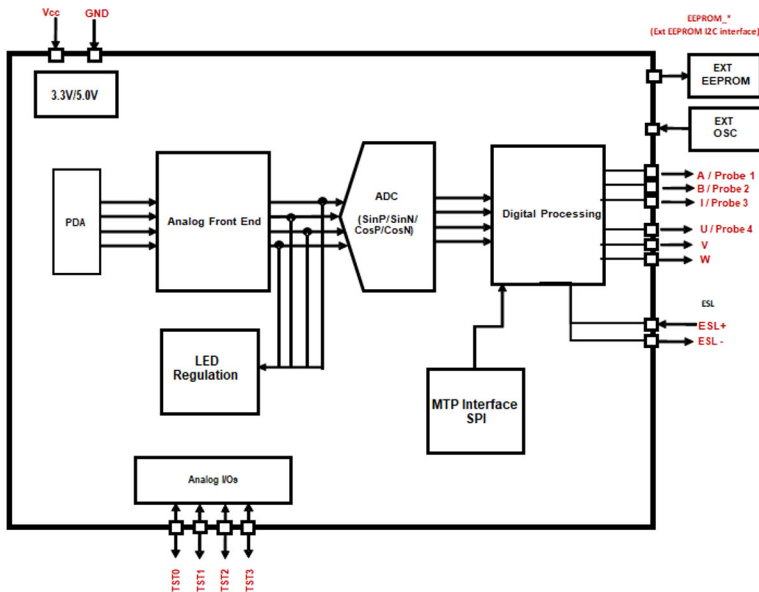 Vcc
GND
EEPROM_*
(Ext EEPROM I2C interface)
3.3V/5.0V
EXT
EEPROM
EXT
OSC
PDA
Analog Front End
ADC
(SinP/SinN/
CosP/CosN)
Digital Processing
A / Probe 1
B / Probe 2
I / Probe 3
U / Probe 4
V
W
ESL
ESL+
ESL -
LED
Regulation
MTP Interface
SPI
Analog I/Os
TST0
TST1
TST2
TST3